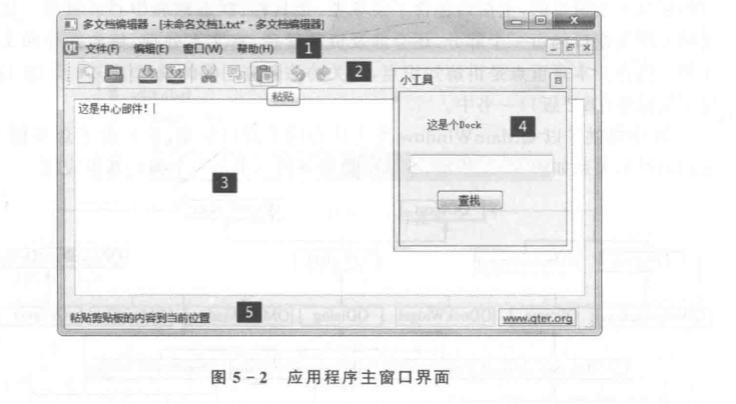 多文档编辑器 - [未命名文档1.txt* - 多文档编辑器]
文件(F) 编辑(E) 窗口(W) 帮助(H) 1
2
粘贴
小工具
这是中心部件!
这是个Dock 4
3
查找
粘贴剪贴板的内容到当前位置 5 www.qter.org
图 5-2 应用程序主窗口界面